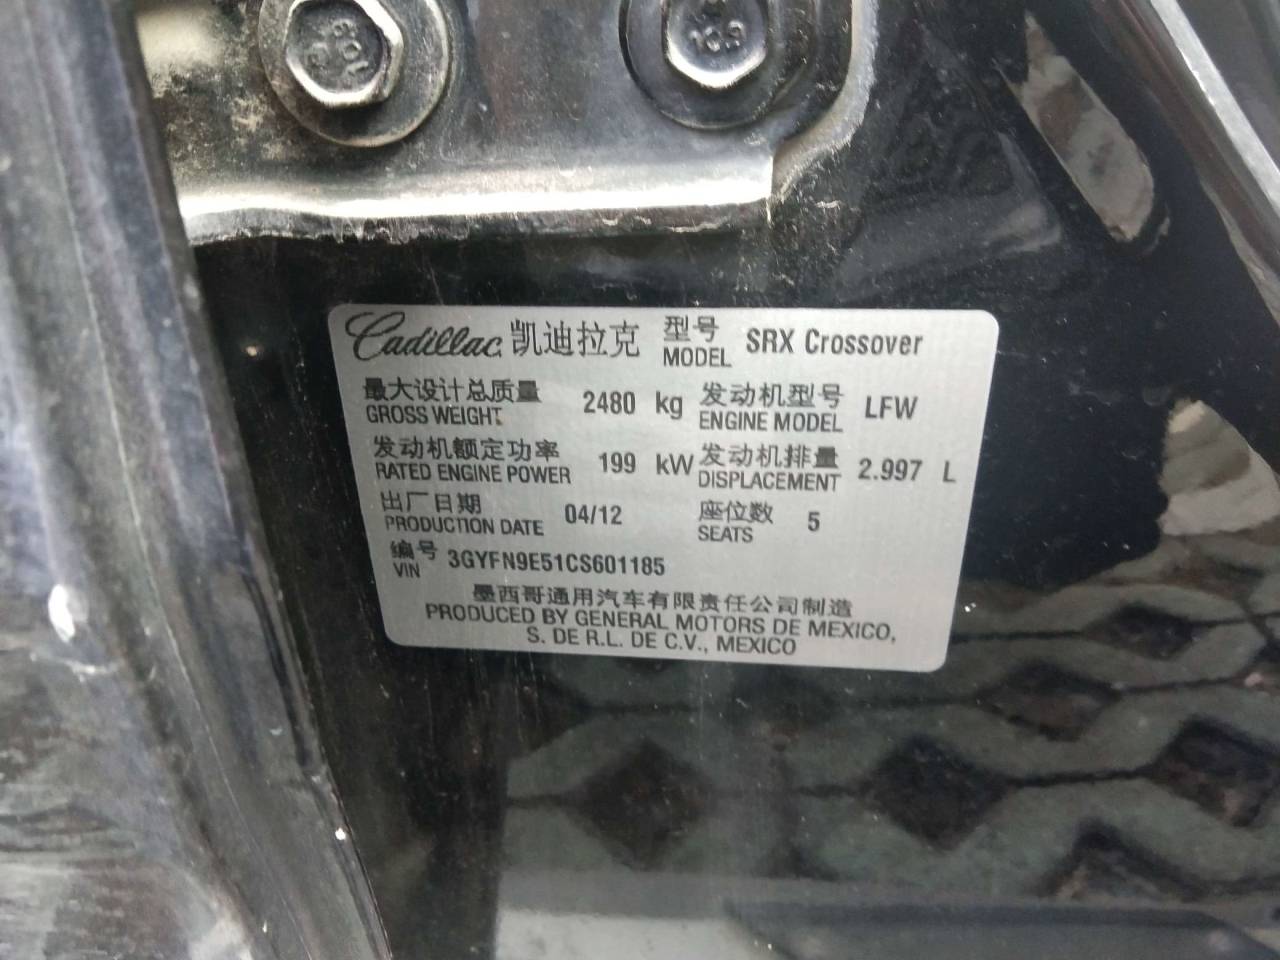 10.9
Cadillac 凯迪拉克 型号 MODEL SRX Crossover
最大设计总质量 GROSS WEIGHT 2480 kg 发动机型号 ENGINE MODEL LFW
发动机额定功率 RATED ENGINE POWER 199 kW 发动机排量 DISPLACEMENT 2.997 L
出厂日期 PRODUCTION DATE 04/12 座位数 SEATS 5
编号 VIN 3GYFN9E51CS601185
墨西哥通用汽车有限责任公司制造
PRODUCED BY GENERAL MOTORS DE MEXICO,
S. DE R.L. DE C.V., MEXICO